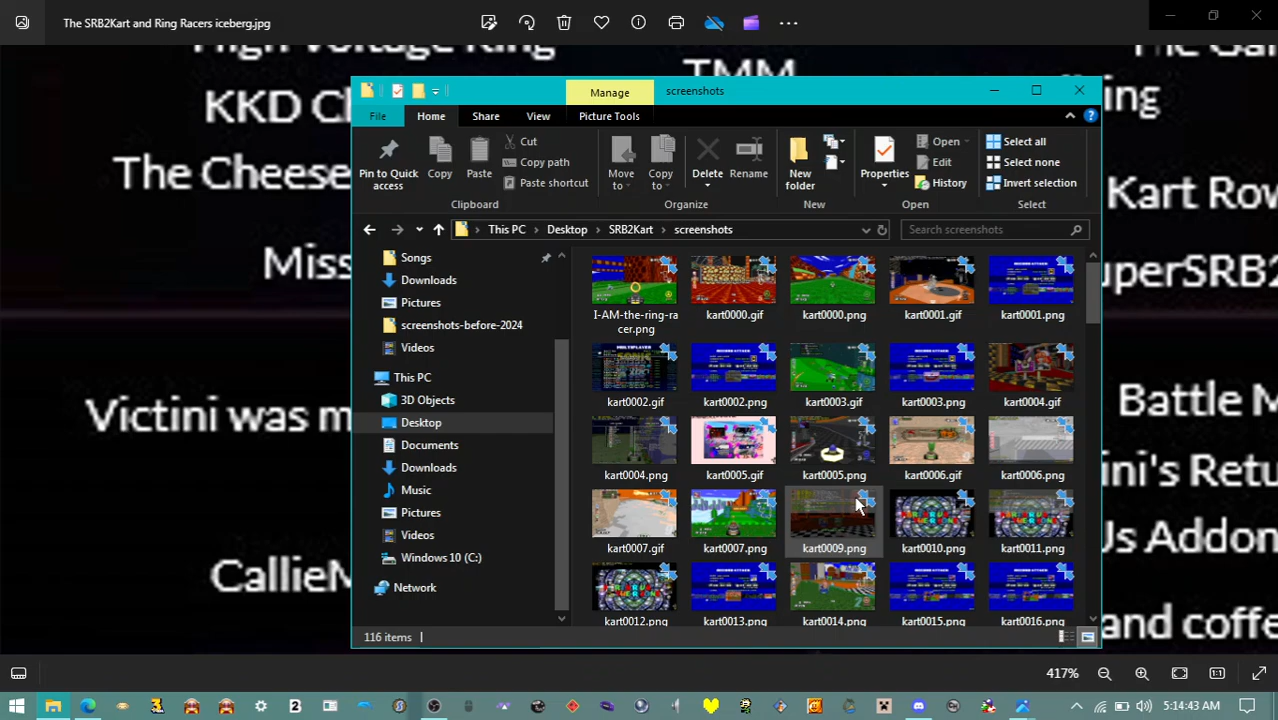 The SRB2Kart and Ring Racers iceberg.jpg
TMM
KKD C
The Cheese
Miss
Victini was m
CallieM
Kart Row
uperSRB2
Battle M
ini's Retu
Us Addon
and coffe
Manage
screenshots
File
Home
Share
View
Picture Tools
Pin to Quick access
Copy
Paste
Cut
Copy path
Paste shortcut
Clipboard
Move to
Copy to
Delete
Rename
Organize
New folder
New
Properties
Open
Edit
History
Open
Select all
Select none
Invert selection
Select
This PC
Desktop
SRB2Kart
screenshots
Search screenshots
Songs
Downloads
Pictures
screenshots-before-2024
Videos
This PC
3D Objects
Desktop
Documents
Downloads
Music
Pictures
Videos
Windows 10 (C:)
Network
I-AM-the-ring-ra
cer.png
kart0000.gif
kart0000.png
kart0001.gif
kart0001.png
kart0002.gif
kart0002.png
kart0003.gif
kart0003.png
kart0004.gif
kart0004.png
kart0005.gif
kart0005.png
kart0006.gif
kart0006.png
kart0007.gif
kart0007.png
kart0009.png
kart0010.png
kart0011.png
kart0012.png
kart0013.png
kart0014.png
kart0015.png
kart0016.png
116 items
417%
5:14:43 AM